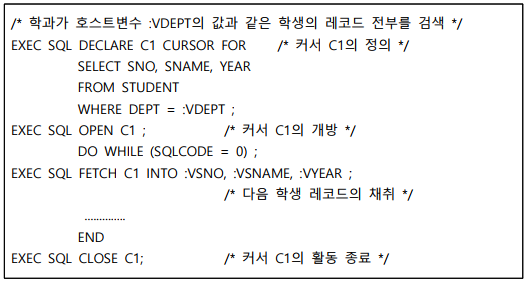 /* 학과가 호스트변수 :VDEPT의 값과 같은 학생의 레코드 전부를 검색 */
EXEC SQL DECLARE C1 CURSOR FOR /* 커서 C1의 정의 */
SELECT SNO, SNAME, YEAR
FROM STUDENT
WHERE DEPT = :VDEPT ;
EXEC SQL OPEN C1 ; /* 커서 C1의 개방 */
DO WHILE (SQLCODE = 0) ;
EXEC SQL FETCH C1 INTO :VSNO, :VSNAME, :VYEAR ;
/* 다음 학생 레코드의 채취 */
..............
END
EXEC SQL CLOSE C1; /* 커서 C1의 활동 종료 */